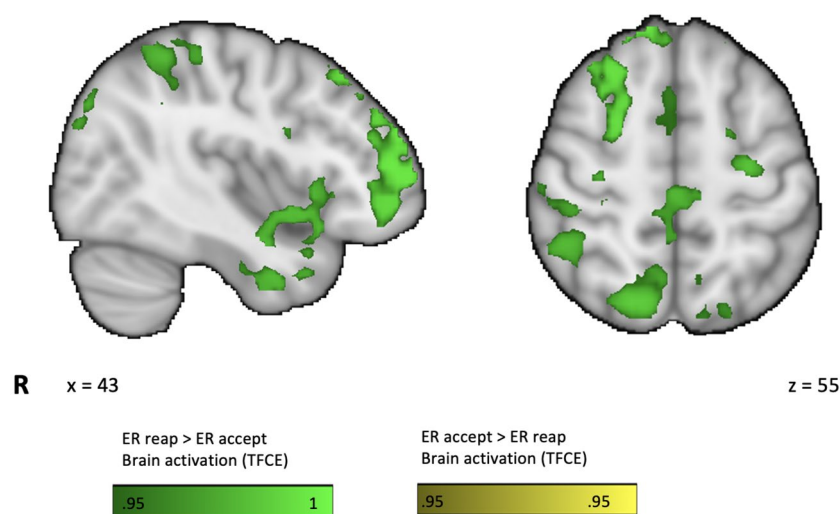 R x = 43 z = 55
ER reap > ER accept
Brain activation (TFCE)
.95 1
ER accept > ER reap
Brain activation (TFCE)
.95 .95